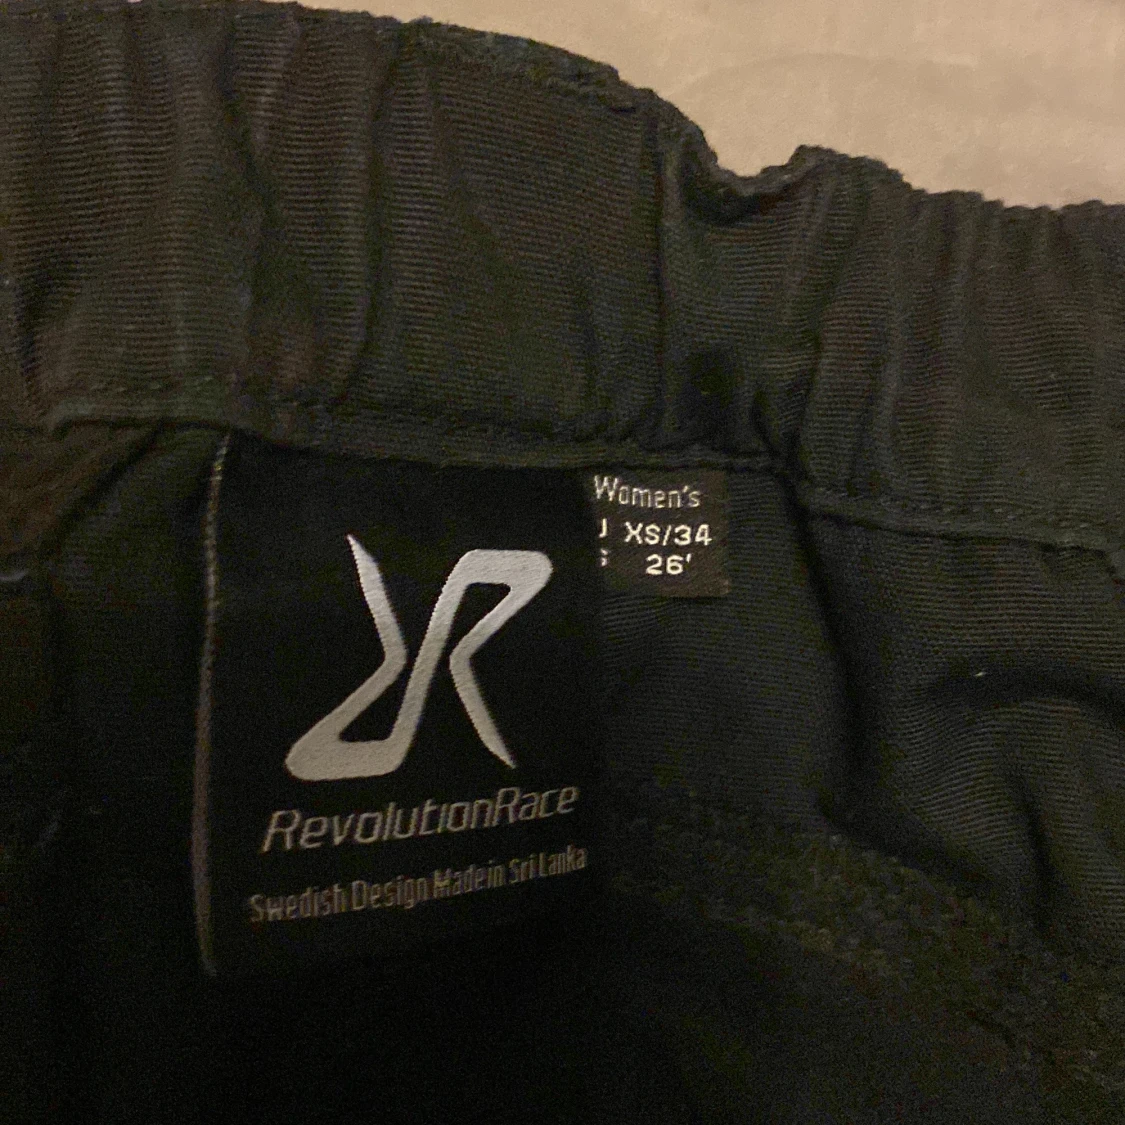 Women's
XS/34
26'
RevolutionRace
Swedish Design Made in Sri Lanka